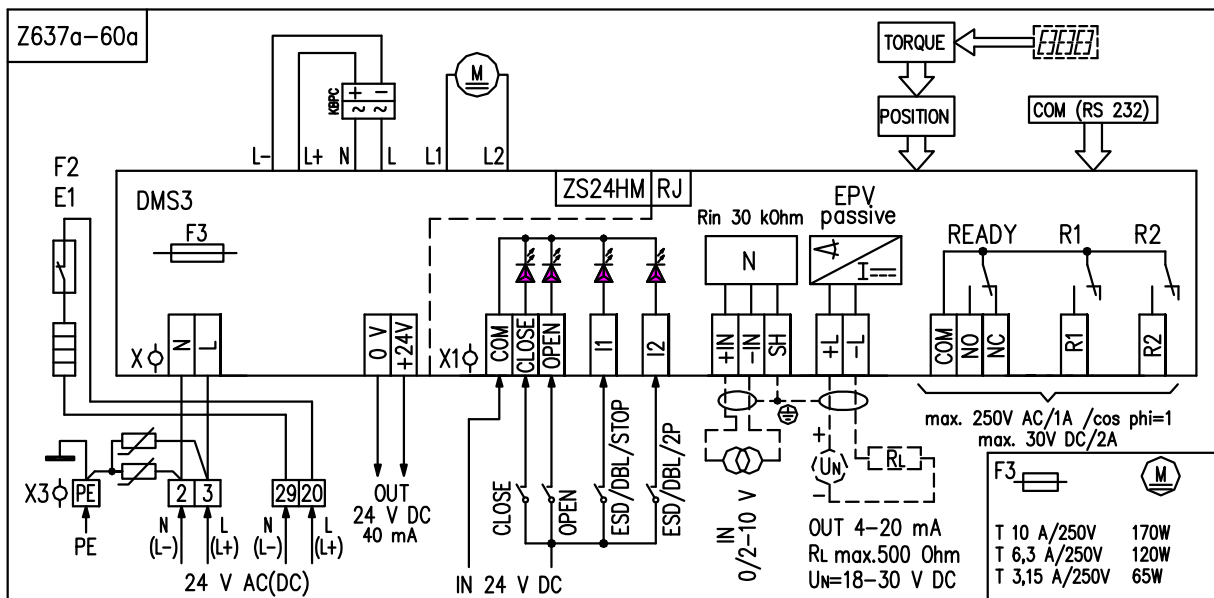 Z637a-60a
TORQUE
POSITION
COM (RS 232)
KBPC
+ -
~ ~
M
L- L+ N L L1 L2
F2
E1
DMS3
F3
ZS24HM RJ
Rin 30 kOhm
N
EPV
passive
I
READY R1 R2
X
N
L
0 V
+24V
X1
COM
CLOSE
OPEN
I1
I2
+IN
-IN
SH
+L
-L
COM
NO
NC
R1
R2
max. 250V AC/1A /cos phi=1
max. 30V DC/2A
X3
PE
2 3
29 20
PE
N
(L-)
L
(L+)
N
(L-)
L
(L+)
24 V AC(DC)
OUT
24 V DC
40 mA
CLOSE
OPEN
ESD/DBL/STOP
ESD/DBL/2P
IN 24 V DC
IN
0/2-10 V
+
UN
-
RL
OUT 4-20 mA
RL max.500 Ohm
UN=18-30 V DC
F3
M
T 10 A/250V 170W
T 6,3 A/250V 120W
T 3,15 A/250V 65W